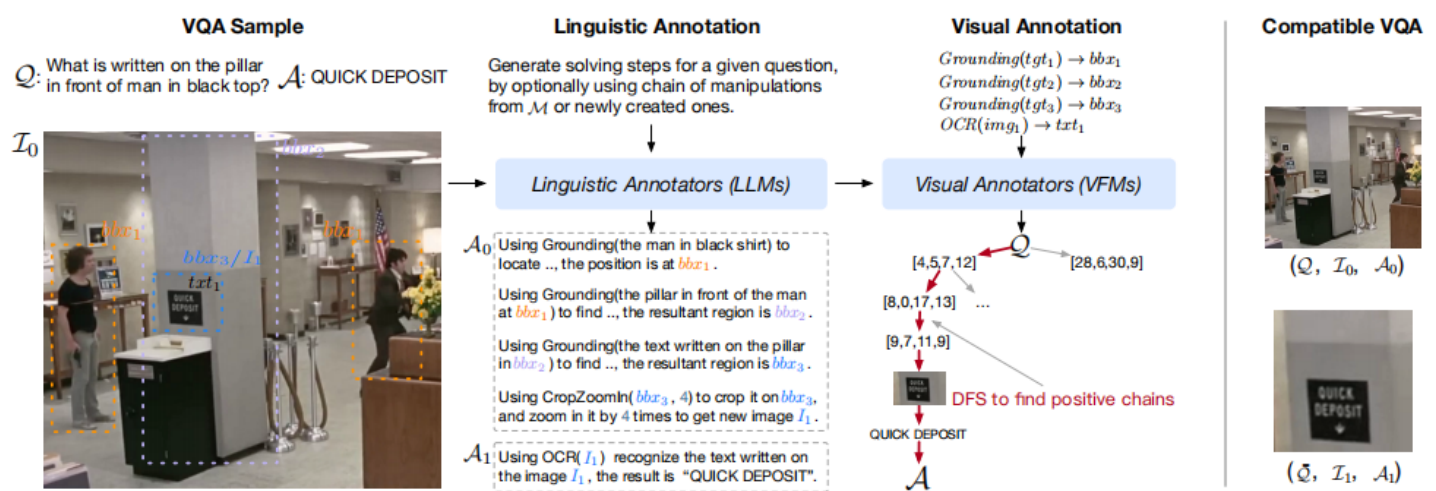 VQA Sample
Q: What is written on the pillar
in front of man in black top?
A: QUICK DEPOSIT
I0
bbx1
bbx2
bbx3/I1
txt1
bbx1
QUICK
DEPOSIT
Linguistic Annotation
Generate solving steps for a given question,
by optionally using chain of manipulations
from M or newly created ones.
Linguistic Annotators (LLMs)
A0
Using Grounding(the man in black shirt) to
locate .., the position is at bbx1.
Using Grounding(the pillar in front of the man
at bbx1) to find .., the resultant region is bbx2.
Using Grounding(the text written on the pillar
in bbx2) to find .., the resultant region is bbx3.
Using CropZoomIn(bbx3, 4) to crop it on bbx3,
and zoom in it by 4 times to get new image I1.
A1
Using OCR(I1) recognize the text written on
the image I1, the result is “QUICK DEPOSIT”.
Visual Annotation
Grounding(tgt1) → bbx1
Grounding(tgt2) → bbx2
Grounding(tgt3) → bbx3
OCR(img1) → txt1
Visual Annotators (VFMs)
Q
[4,5,7,12]
[28,6,30,9]
[8,0,17,13]
...
[9,7,11,9]
DFS to find positive chains
QUICK DEPOSIT
A
Compatible VQA
(Q, I0, A0)
QUICK
DEPOSIT
(Q̄, I1, A1)